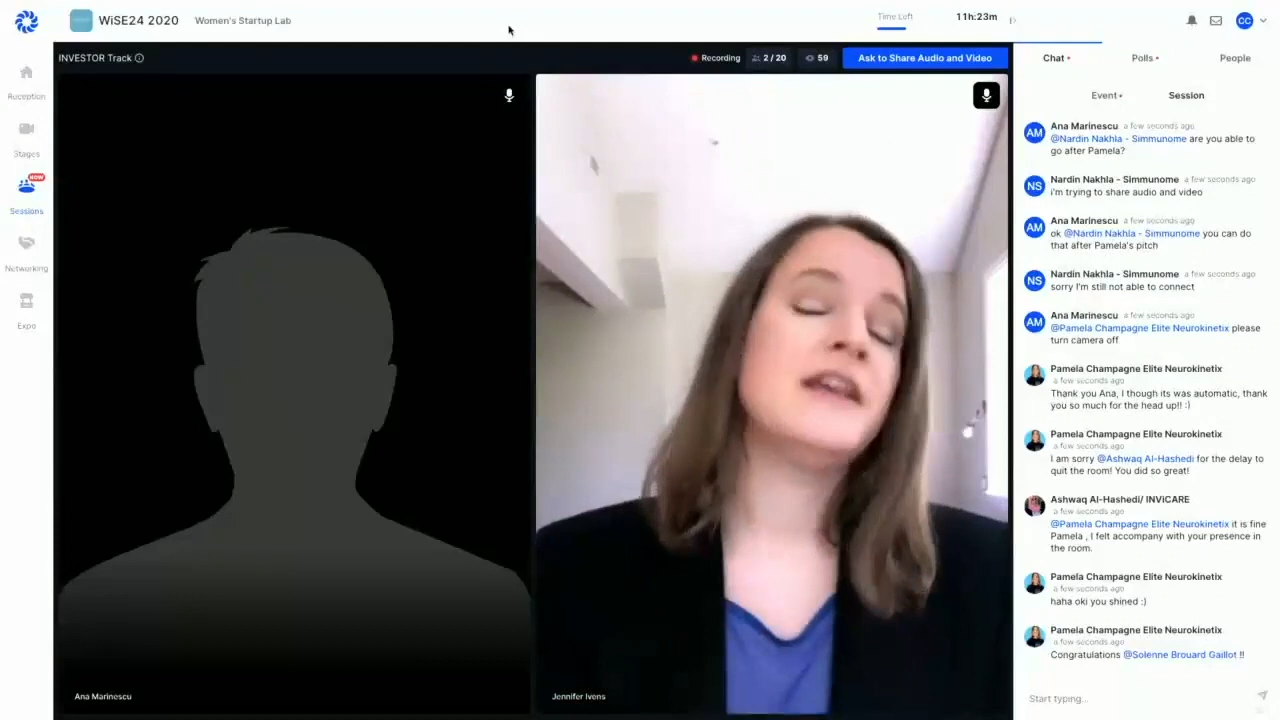 WiSE24 2020
Women's Startup Lab
Time Left
11h:23m
CC
Reception
Stages
NOW
Sessions
Networking
Expo
INVESTOR Track
Recording
2 / 20
59
Ask to Share Audio and Video
Ana Marinescu
Jennifer Ivens
Chat
Polls
People
Event
Session
AM
Ana Marinescu a few seconds ago
@Nardin Nakhla - Simmunome are you able to
go after Pamela?
NS
Nardin Nakhla - Simmunome a few seconds ago
i'm trying to share audio and video
AM
Ana Marinescu a few seconds ago
ok @Nardin Nakhla - Simmunome you can do
that after Pamela's pitch
NS
Nardin Nakhla - Simmunome a few seconds ago
sorry I'm still not able to connect
AM
Ana Marinescu a few seconds ago
@Pamela Champagne Elite Neurokinetix please
turn camera off
Pamela Champagne Elite Neurokinetix
a few seconds ago
Thank you Ana, I though its was automatic, thank
you so much for the head up!! :)
Pamela Champagne Elite Neurokinetix
a few seconds ago
I am sorry @Ashwaq Al-Hashedi for the delay to
quit the room! You did so great!
Ashwaq Al-Hashedi/ INViCARE
a few seconds ago
@Pamela Champagne Elite Neurokinetix it is fine
Pamela , I felt accompany with your presence in
the room.
Pamela Champagne Elite Neurokinetix
a few seconds ago
haha oki you shined :)
Pamela Champagne Elite Neurokinetix
a few seconds ago
Congratulations @Solenne Brouard Gaillot !!
Start typing...